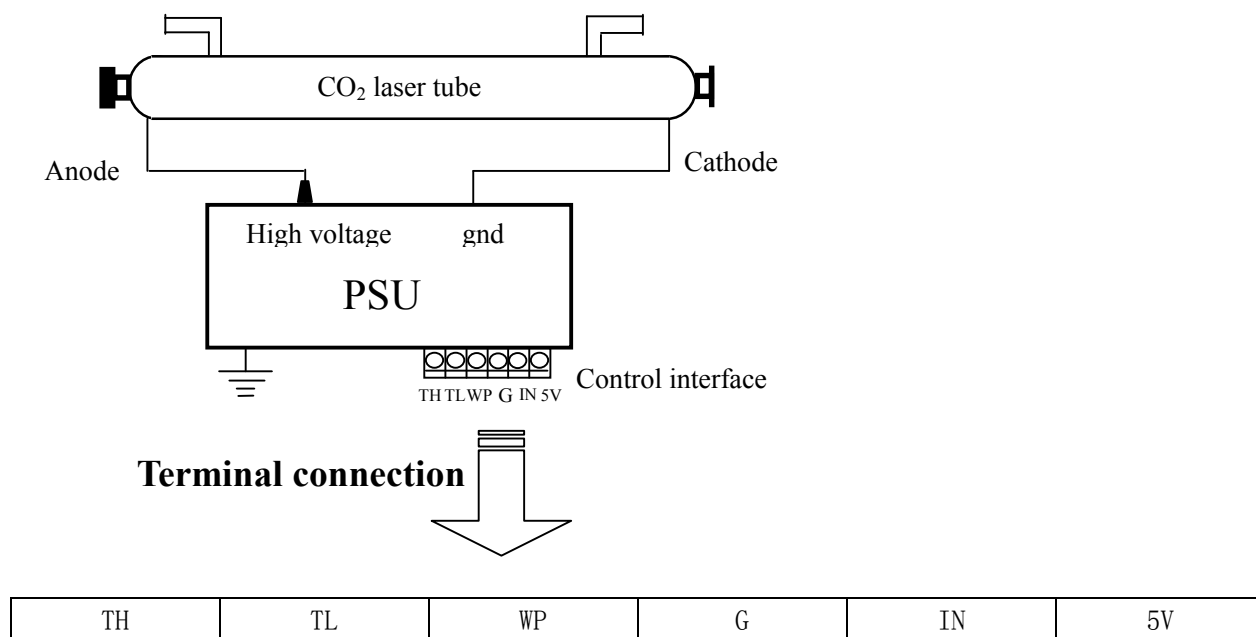 CO₂ laser tube
Anode
Cathode
High voltage gnd
PSU
Control interface
TH TL WP G IN 5V
Terminal connection
TH TL WP G IN 5V